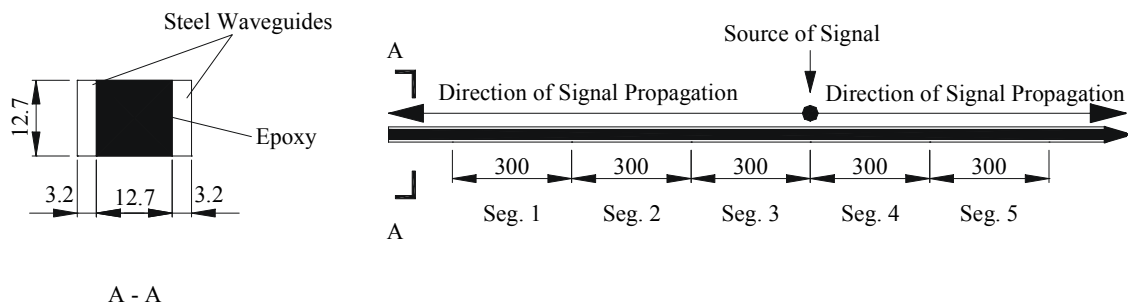 Steel Waveguides
12.7
Epoxy
3.2
12.7
3.2
A - A
Source of Signal
A
Direction of Signal Propagation
Direction of Signal Propagation
300
300
300
300
300
Seg. 1
Seg. 2
Seg. 3
Seg. 4
Seg. 5
A